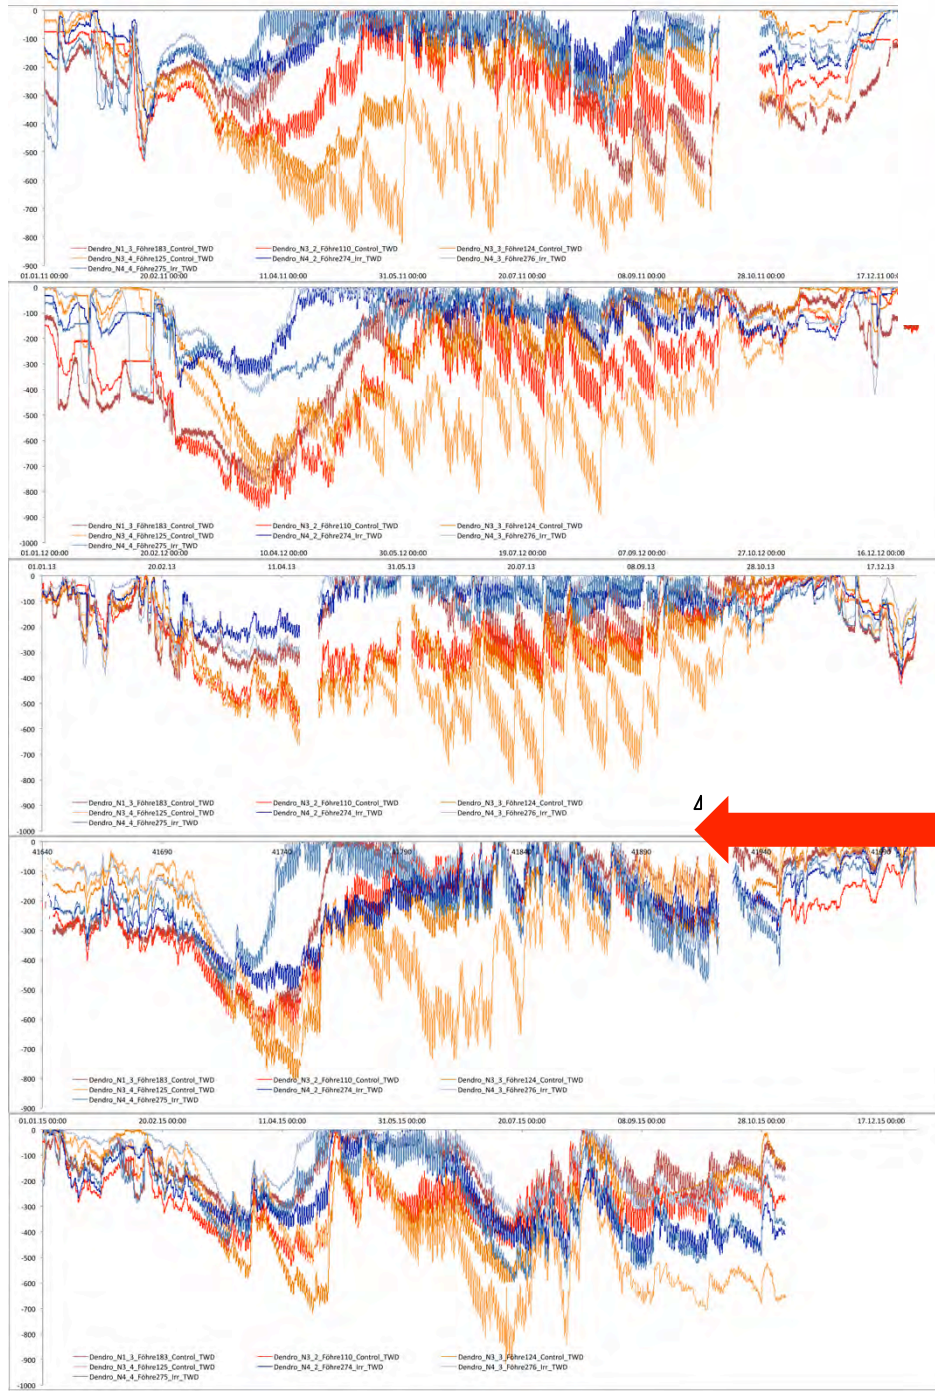 0
-100
-200
-300
-400
-500
-600
-700
-800
-900
Dendro_N1_3_Föhre183_Control_TWD Dendro_N3_2_Föhre110_Control_TWD Dendro_N3_3_Föhre124_Control_TWD
Dendro_N3_4_Föhre125_Control_TWD Dendro_N4_2_Föhre274_Irr_TWD Dendro_N4_3_Föhre276_Irr_TWD
Dendro_N4_4_Föhre275_Irr_TWD
01.01.11 00:00 20.02.11 00:00 11.04.11 00:00 31.05.11 00:00 20.07.11 00:00 08.09.11 00:00 28.10.11 00:00 17.12.11 00:0
0
-100
-200
-300
-400
-500
-600
-700
-800
-900
-1000
Dendro_N1_3_Föhre183_Control_TWD Dendro_N3_2_Föhre110_Control_TWD Dendro_N3_3_Föhre124_Control_TWD
Dendro_N3_4_Föhre125_Control_TWD Dendro_N4_2_Föhre274_Irr_TWD Dendro_N4_3_Föhre276_Irr_TWD
Dendro_N4_4_Föhre275_Irr_TWD
01.01.12 00:00 20.02.12 00:00 10.04.12 00:00 30.05.12 00:00 19.07.12 00:00 07.09.12 00:00 27.10.12 00:00 16.12.12 00:00
01.01.13 20.02.13 11.04.13 31.05.13 20.07.13 08.09.13 28.10.13 17.12.13
0
-100
-200
-300
-400
-500
-600
-700
-800
-900
-1000
4
Dendro_N1_3_Föhre183_Control_TWD Dendro_N3_2_Föhre110_Control_TWD Dendro_N3_3_Föhre124_Control_TWD
Dendro_N3_4_Föhre125_Control_TWD Dendro_N4_2_Föhre274_Irr_TWD Dendro_N4_3_Föhre276_Irr_TWD
Dendro_N4_4_Föhre275_Irr_TWD
0
41640 41690 41740 41840 41890 41940
-100
-200
-300
-400
-500
-600
-700
-800
-900
Dendro_N1_3_Föhre183_Control_TWD Dendro_N3_2_Föhre110_Control_TWD Dendro_N3_3_Föhre124_Control_TWD
Dendro_N3_4_Föhre125_Control_TWD Dendro_N4_2_Föhre274_Irr_TWD Dendro_N4_3_Föhre276_Irr_TWD
Dendro_N4_4_Föhre275_Irr_TWD
01.01.15 00:00 20.02.15 00:00 11.04.15 00:00 31.05.15 00:00 20.07.15 00:00 08.09.15 00:00 28.10.15 00:00 17.12.15 00:00
0
-100
-200
-300
-400
-500
-600
-700
-800
-900
-1000
Dendro_N1_3_Föhre183_Control_TWD Dendro_N3_2_Föhre110_Control_TWD Dendro_N3_3_Föhre124_Control_TWD
Dendro_N3_4_Föhre125_Control_TWD Dendro_N4_2_Föhre274_Irr_TWD Dendro_N4_3_Föhre276_Irr_TWD
Dendro_N4_4_Föhre275_Irr_TWD